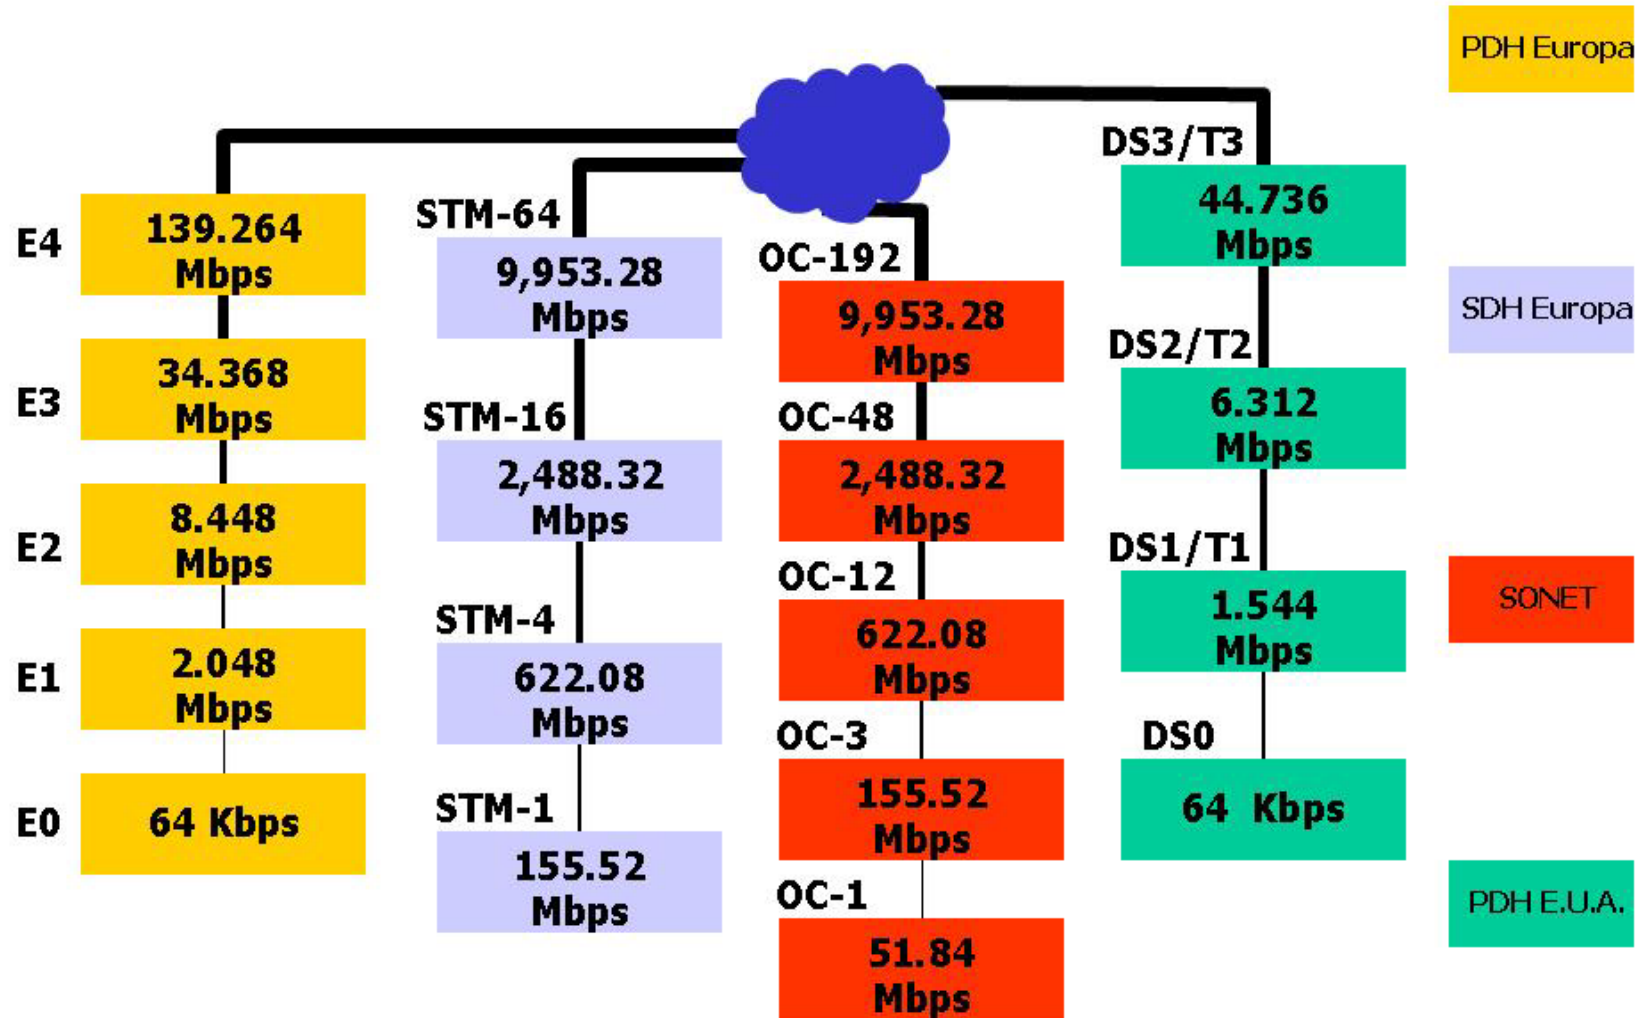 PDH Europa
DS3/T3
44.736
Mbps
E4
139.264
Mbps
STM-64
9,953.28
Mbps
OC-192
9,953.28
Mbps
SDH Europa
DS2/T2
6.312
Mbps
E3
34.368
Mbps
STM-16
2,488.32
Mbps
OC-48
2,488.32
Mbps
E2
8.448
Mbps
DS1/T1
1.544
Mbps
OC-12
622.08
Mbps
SONET
E1
2.048
Mbps
STM-4
622.08
Mbps
OC-3
155.52
Mbps
DS0
64 Kbps
E0
64 Kbps
STM-1
155.52
Mbps
OC-1
51.84
Mbps
PDH E.U.A.